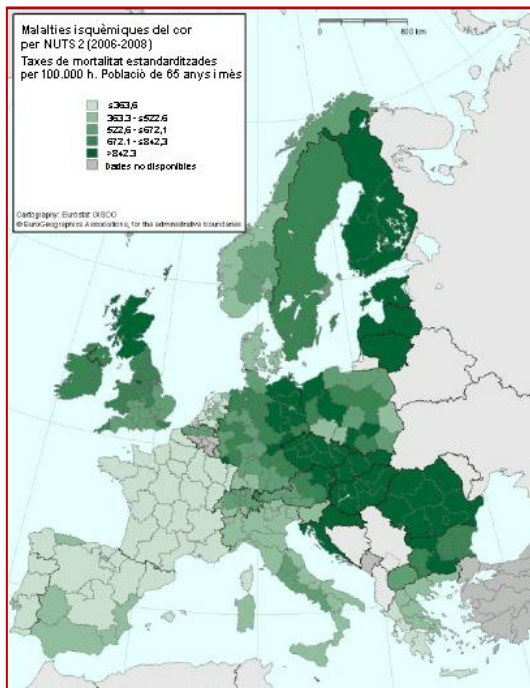 Malalties isquèmiques del cor
per NUTS 2 (2006-2008)
Taxes de mortalitat estandarditzades
per 100.000 h. Població de 65 anys i mès
≤363,6
363.3 - ≤522.6
522,6 - ≤672,1
672.1 - ≤842,3
>842.3
Dades no disponibles
Cartography: Eurostat GISCO
© EuroGeographics Association, for the administrative boundaries
0
600 km